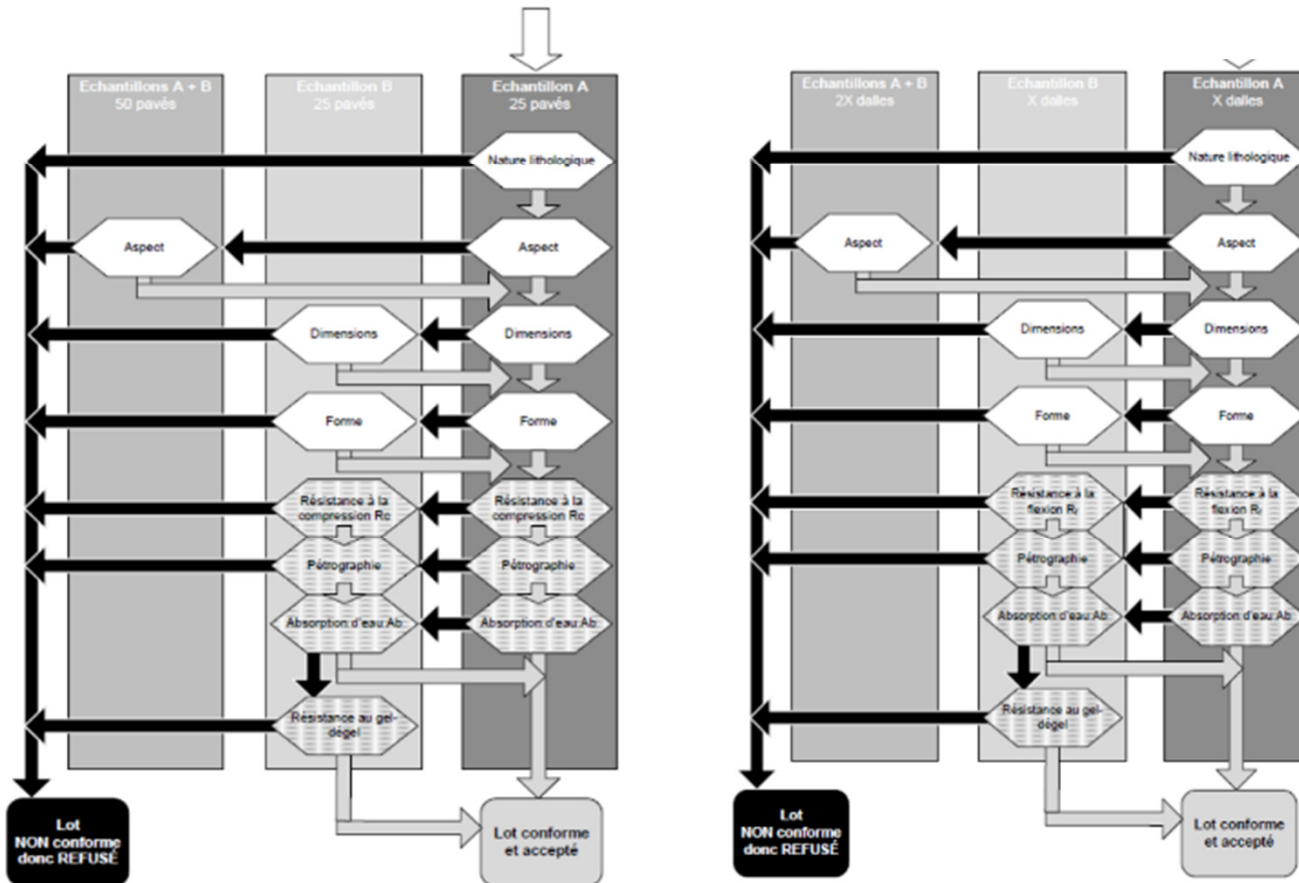 Echantillons A + B
50 pavés
Echantillon B
25 pavés
Echantillon A
25 pavés
Nature lithologique
Aspect
Aspect
Dimensions
Dimensions
Forme
Forme
Résistance à la
compression Rc
Résistance à la
compression Rc
Pétrographie
Pétrographie
Absorption d'eau Ab
Absorption d'eau Ab
Résistance au gel-
dégel
Lot
NON conforme
donc REFUSÉ
Lot conforme
et accepté
Echantillons A + B
2X dalles
Echantillon B
X dalles
Echantillon A
X dalles
Nature lithologique
Aspect
Aspect
Dimensions
Dimensions
Forme
Forme
Résistance à la
flexion Rf
Résistance à la
flexion Rf
Pétrographie
Pétrographie
Absorption d'eau Ab
Absorption d'eau Ab
Résistance au gel-
dégel
Lot
NON conforme
donc REFUSÉ
Lot conforme
et accepté